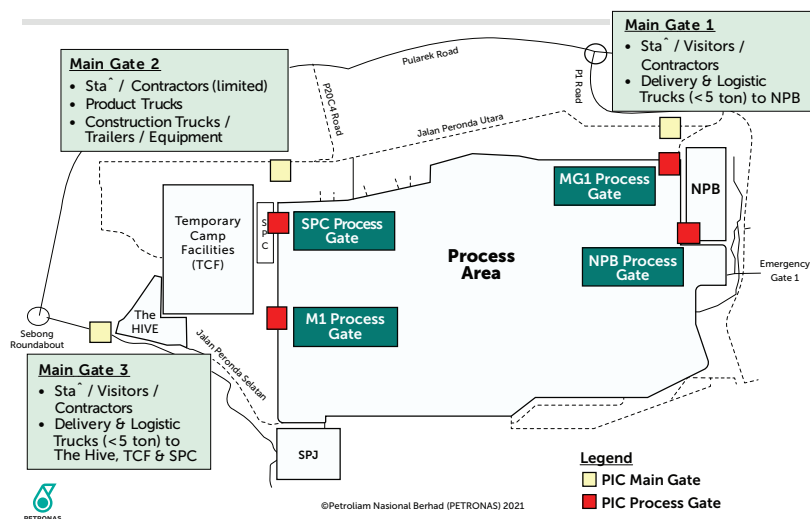 Main Gate 1
• Staˆ / Visitors /
Contractors
• Delivery & Logistic
Trucks (<5 ton) to NPB
Main Gate 2
• Staˆ / Contractors (limited)
• Product Trucks
• Construction Trucks /
Trailers / Equipment
Pularek Road
P1 Road
P20C4 Road
Jalan Peronda Utara
MG1 Process
Gate
NPB
Temporary
Camp
Facilities
(TCF)
SPC
SPC Process
Gate
Process
Area
NPB Process
Gate
Emergency
Gate 1
The
HIVE
M1 Process
Gate
Sebong
Roundabout
Jalan Peronda Selatan
Main Gate 3
• Staˆ / Visitors /
Contractors
• Delivery & Logistic
Trucks (<5 ton) to
The Hive, TCF & SPC
SPJ
Legend
PIC Main Gate
PIC Process Gate
PETRONAS
©Petroliam Nasional Berhad (PETRONAS) 2021